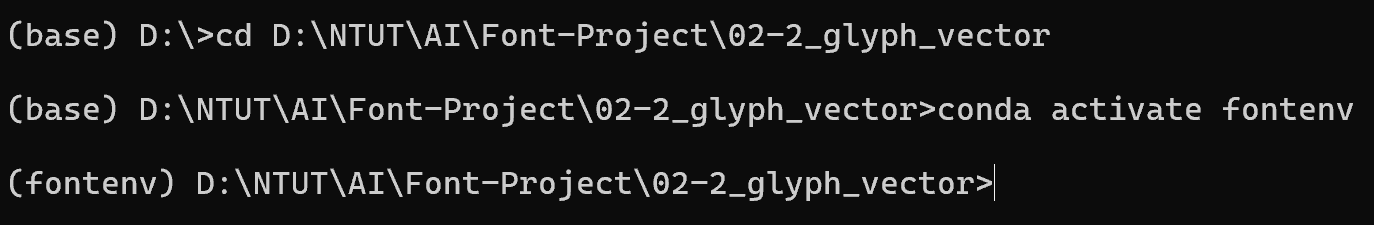 (base) D:\>cd D:\NTUT\AI\Font-Project\02-2_glyph_vector
(base) D:\NTUT\AI\Font-Project\02-2_glyph_vector>conda activate fontenv
(fontenv) D:\NTUT\AI\Font-Project\02-2_glyph_vector>